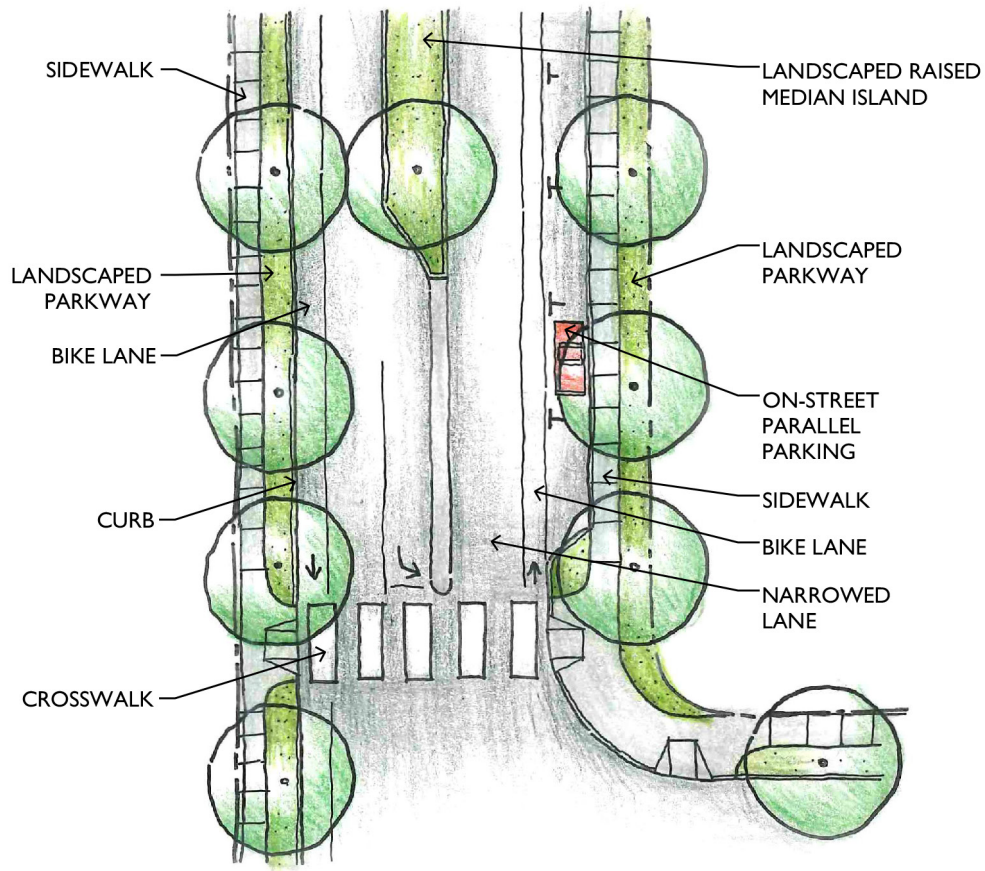 SIDEWALK
LANDSCAPED
PARKWAY
BIKE LANE
CURB
CROSSWALK
LANDSCAPED RAISED
MEDIAN ISLAND
LANDSCAPED
PARKWAY
ON-STREET
PARALLEL
PARKING
SIDEWALK
BIKE LANE
NARROWED
LANE